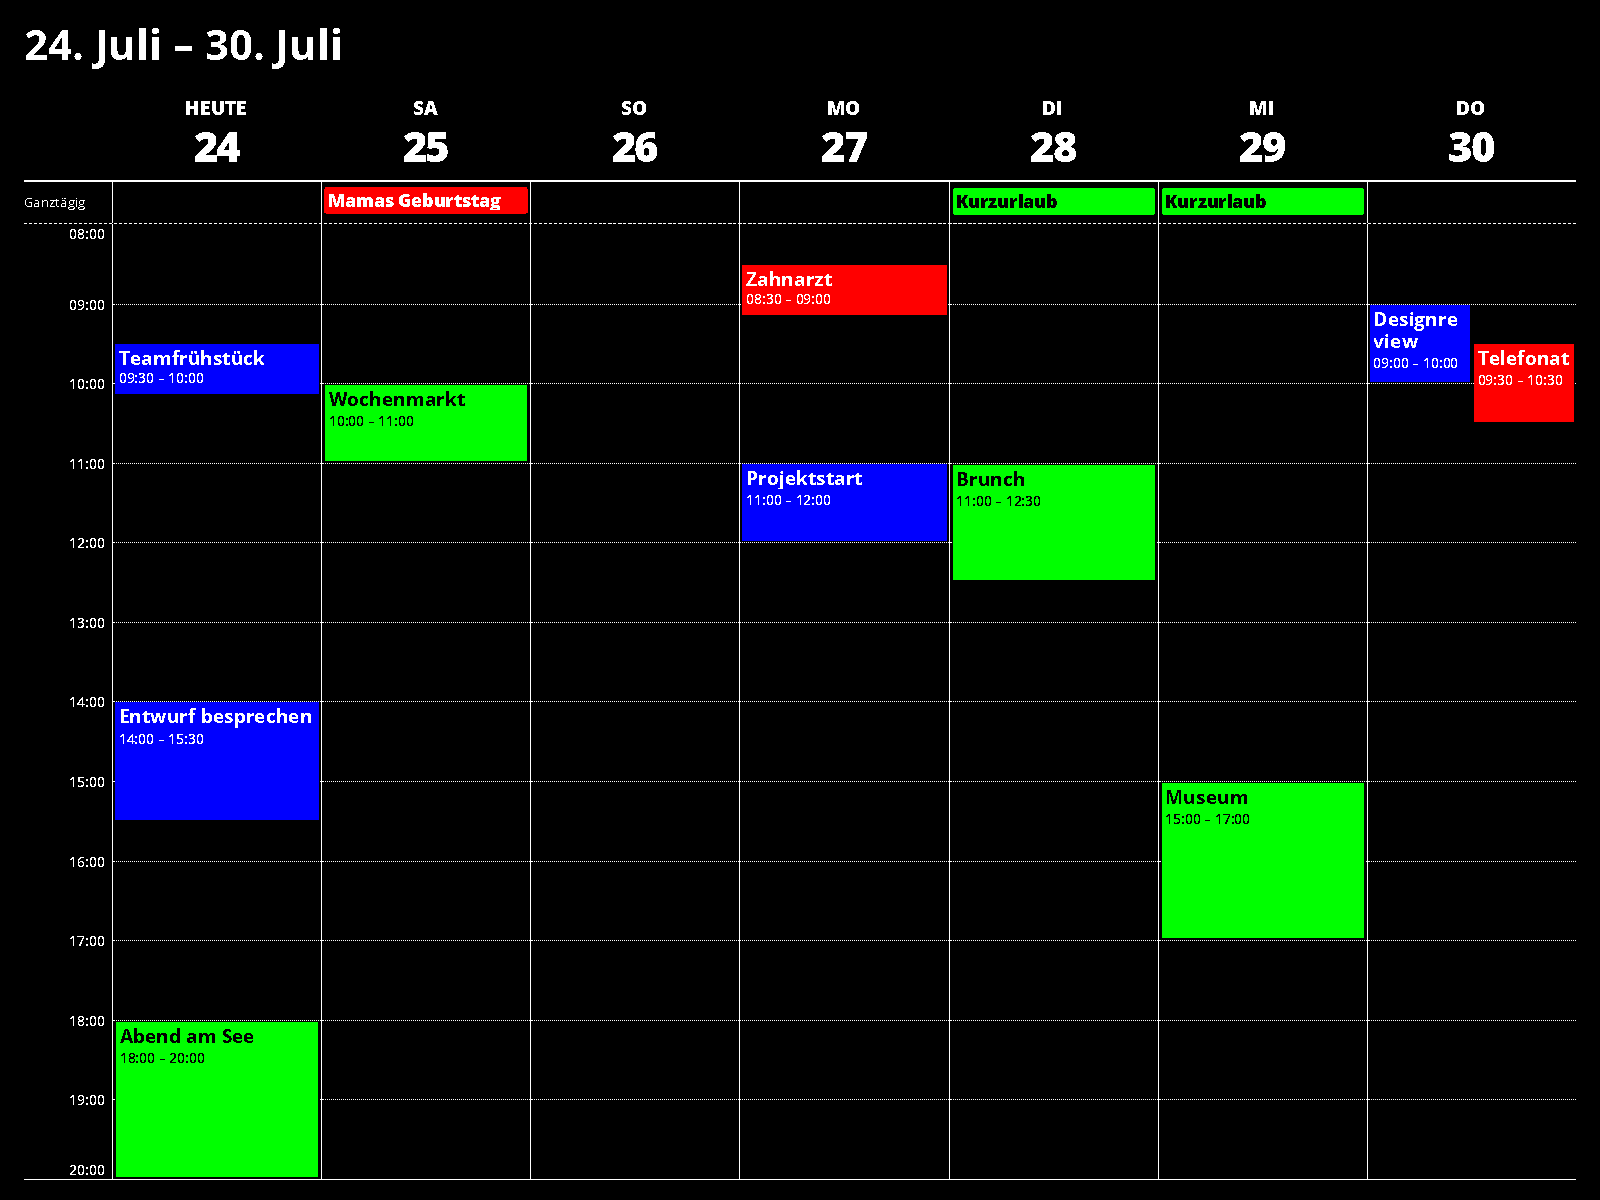 24. Juli – 30. Juli
HEUTE
24
SA
25
SO
26
MO
27
DI
28
MI
29
DO
30
Ganztägig
Mamas Geburtstag
Kurzurlaub
Kurzurlaub
08:00
09:00
10:00
11:00
12:00
13:00
14:00
15:00
16:00
17:00
18:00
19:00
20:00
Teamfrühstück
09:30 – 10:00
Entwurf besprechen
14:00 – 15:30
Abend am See
18:00 – 20:00
Wochenmarkt
10:00 – 11:00
Zahnarzt
08:30 – 09:00
Projektstart
11:00 – 12:00
Brunch
11:00 – 12:30
Museum
15:00 – 17:00
Designre
view
09:00 – 10:00
Telefonat
09:30 – 10:30